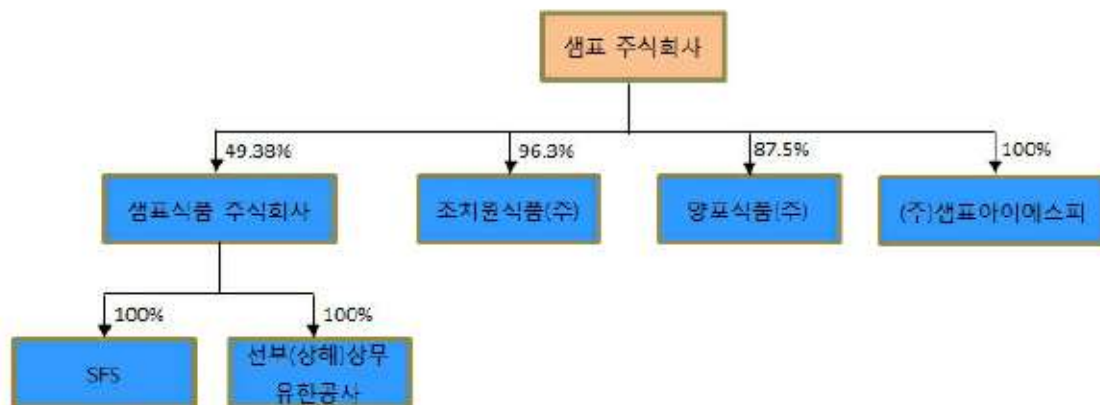 샘표 주식회사
49.38%
96.3%
87.5%
100%
샘표식품 주식회사
조치원식품(주)
양포식품(주)
(주)샘표아이에스피
100%
100%
SFS
선부(상해)상무
유한공사